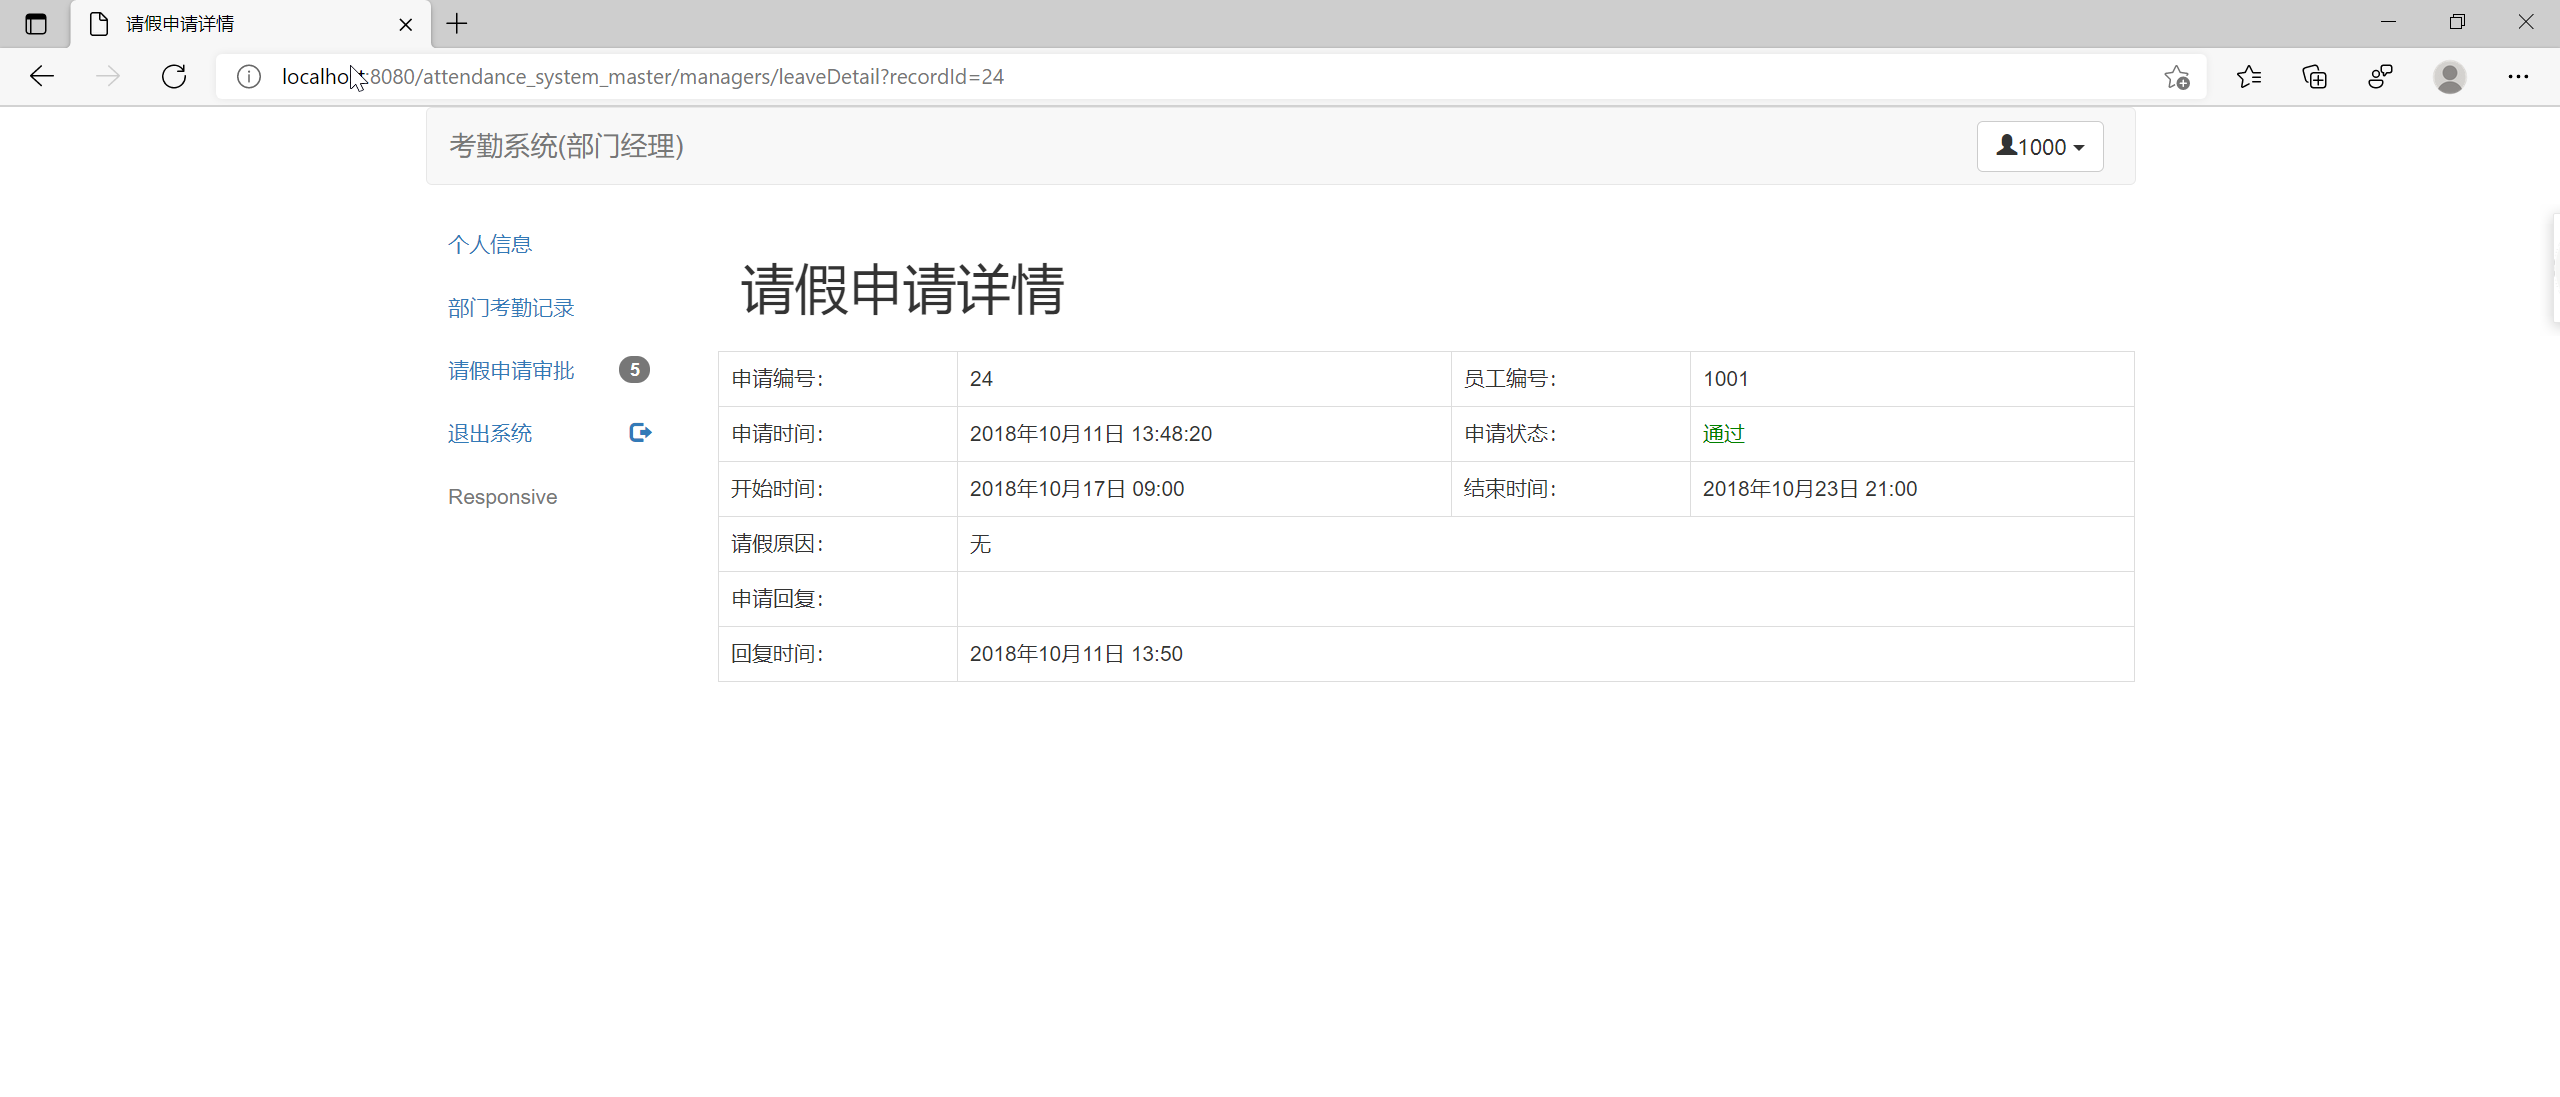 请假申请详情
localhost:8080/attendance_system_master/managers/leaveDetail?recordId=24
考勤系统(部门经理)
1000
个人信息
部门考勤记录
请假申请审批 5
退出系统
Responsive
请假申请详情
申请编号： 24 员工编号： 1001
申请时间： 2018年10月11日 13:48:20 申请状态： 通过
开始时间： 2018年10月17日 09:00 结束时间： 2018年10月23日 21:00
请假原因： 无
申请回复：
回复时间： 2018年10月11日 13:50